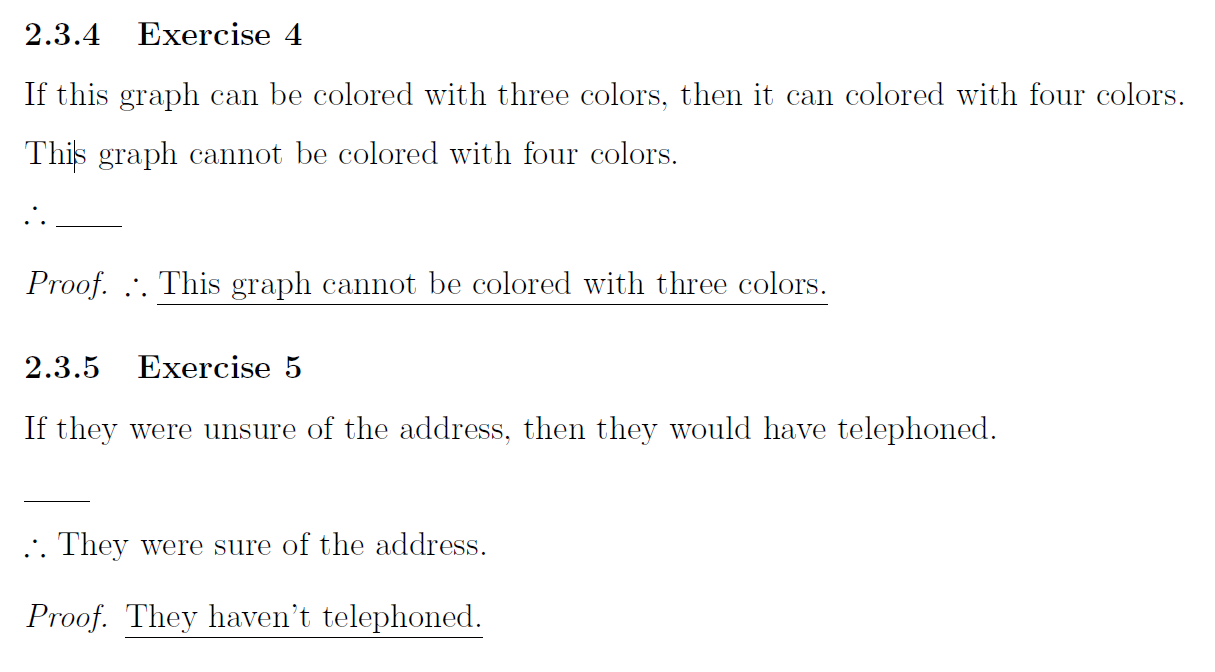 2.3.4 Exercise 4
If this graph can be colored with three colors, then it can colored with four colors.
This graph cannot be colored with four colors.
∴ ____
Proof. ∴ This graph cannot be colored with three colors.
2.3.5 Exercise 5
If they were unsure of the address, then they would have telephoned.
____
∴ They were sure of the address.
Proof. They haven't telephoned.